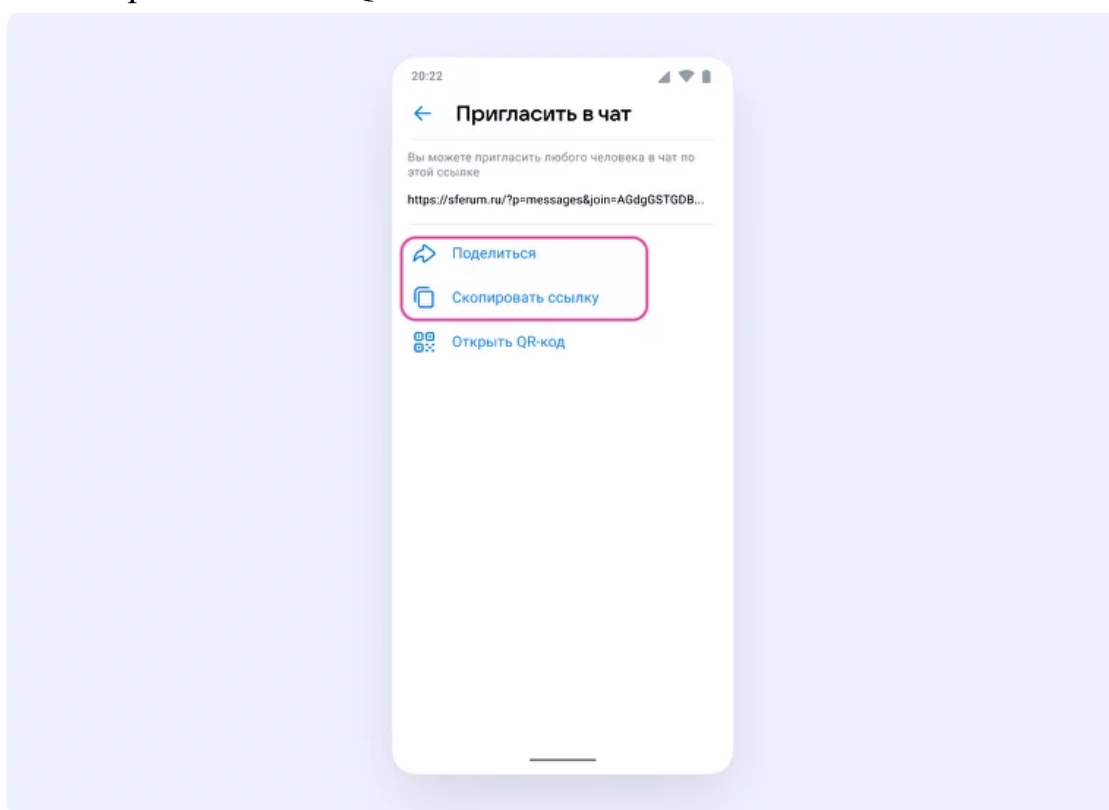 20:22
Пригласить в чат
Вы можете пригласить любого человека в чат по
этой ссылке
https://sferum.ru/?p=messages&join=AGdgGSTGDB...
Поделиться
Скопировать ссылку
Открыть QR-код